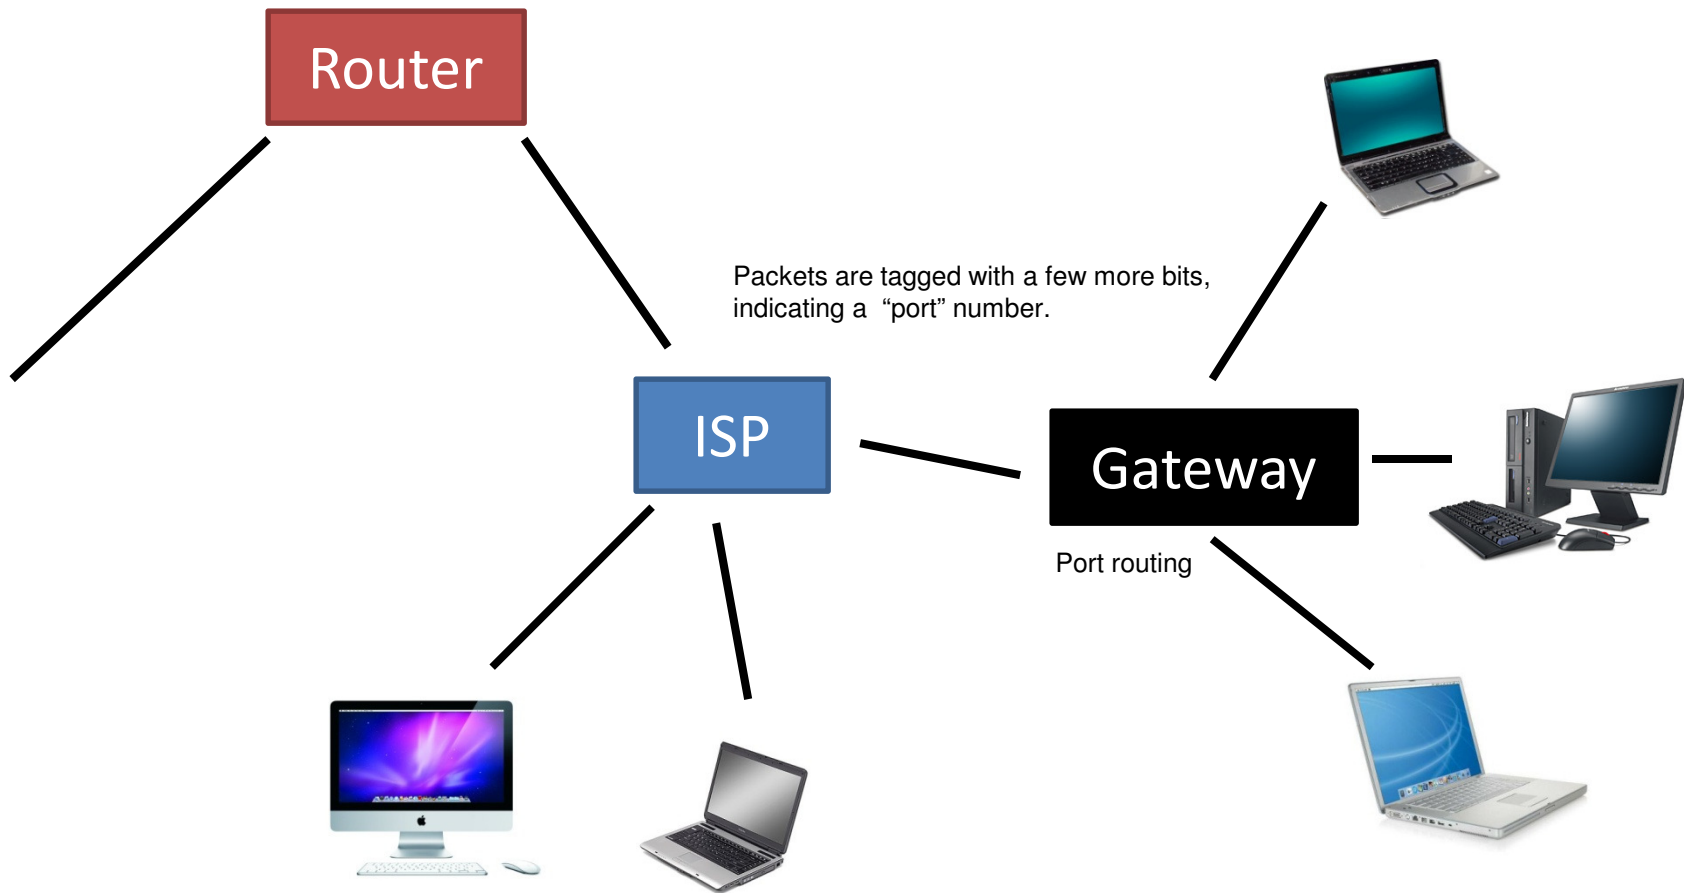 Router
Packets are tagged with a few more bits,
indicating a “port” number.
ISP
Gateway
Port routing